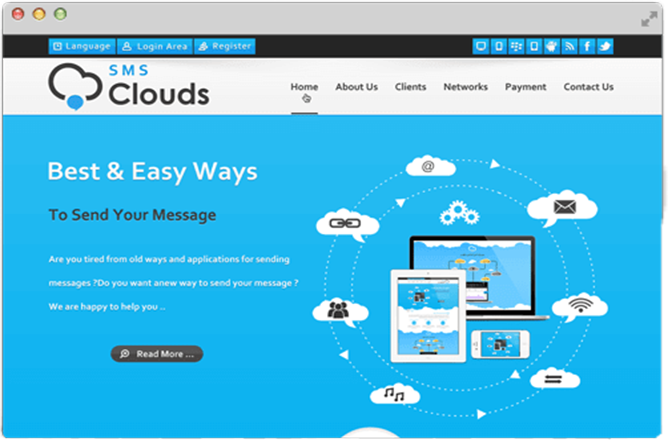 Language
Login Area
Register
SMS
Clouds
Home
About Us
Clients
Networks
Payment
Contact Us
Best & Easy Ways
To Send Your Message
Are you tired from old ways and applications for sending
messages ?Do you want anew way to send your message ?
We are happy to help you ..
Read More ...
@